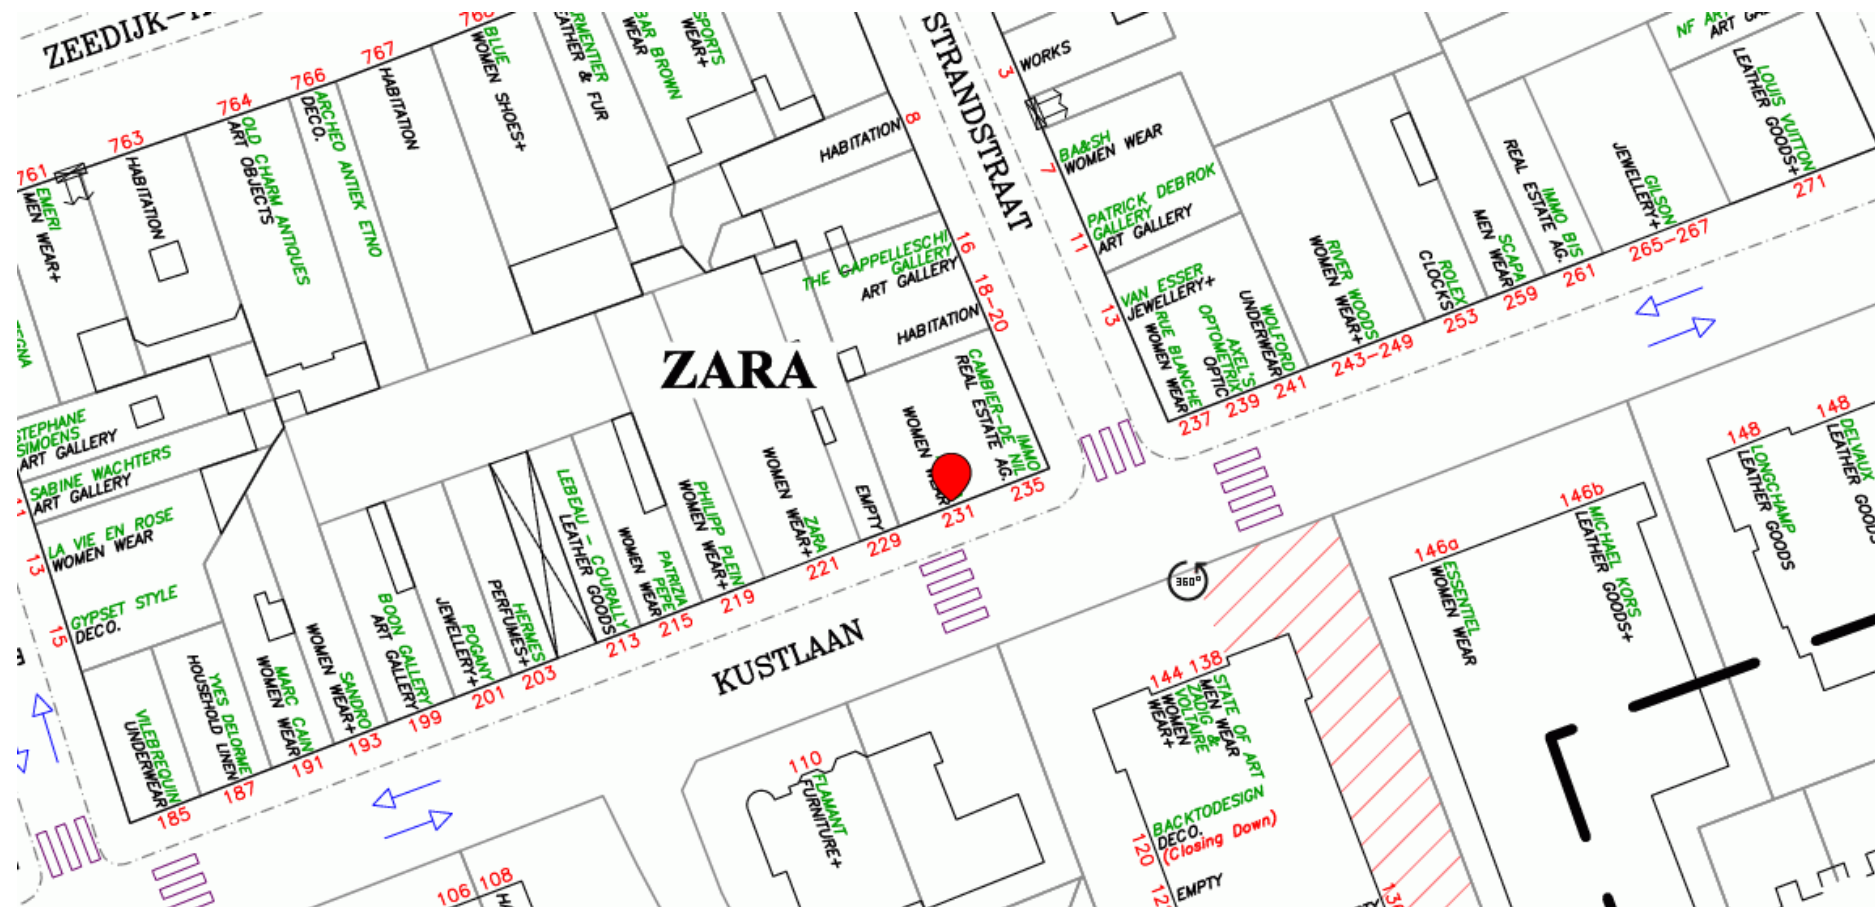 ZEEDIJK-H
761
EMERI
MEN WEAR+
763
HABITATION
764
OLD CHARM ANTIQUES
ART OBJECTS
766
ARCHEO ANTIEK ETNO
DECO.
767
HABITATION
768
BLUE
WOMEN SHOES+
RMENTIER
EATHER & FUR
BAR BROWN
WEAR
SPORTS
WEAR+
STRANDSTRAAT
8
HABITATION
16
THE CAPPELLESCHI
GALLERY
ART GALLERY
18-20
HABITATION
3
WORKS
7
BA&SH
WOMEN WEAR
PATRICK DEBROK
GALLERY
ART GALLERY
11
13
VAN ESSER
JEWELLERY+
RUE BLANCHE
WOMEN WEAR
237
AXEL'S
OPTOMETRIX
OPTIC
239
WOLFORD
UNDERWEAR
241
RIVER WOODS
WOMEN WEAR+
243-249
ROLEX
CLOCKS
253
SCAPA
MEN WEAR
259
IMMO BIS
REAL ESTATE AG.
261
GILSON
JEWELLERY+
265-267
LOUIS VUITTON
LEATHER GOODS+
271
NF AR
ART GA
STEPHANE
SIMOENS
ART GALLERY
SABINE WACHTERS
ART GALLERY
11
LA VIE EN ROSE
WOMEN WEAR
13
GYPSET STYLE
DECO.
15
VILEBREQUIN
UNDERWEAR
185
YVES DELORME
HOUSEHOLD LINEN
187
MARC CAIN
WOMEN WEAR
191
SANDRO
WOMEN WEAR+
193
BOON GALLERY
ART GALLERY
199
POGANY
JEWELLERY+
201
HERMES
PERFUMES+
203
LEBEAU - COURALLY
LEATHER GOODS
213
PATRIZIA
PEPE
WOMEN WEAR
215
PHILIPP PLEIN
WOMEN WEAR+
219
ZARA
ZARA
WOMEN WEAR+
221
EMPTY
229
WOMEN WEAR
231
IMMO
CAMBIER-DE NIL
REAL ESTATE AG.
235
KUSTLAAN
360°
106
108
110
FLAMANT
FURNITURE+
144
138
STATE OF ART
MEN WEAR
ZADIG &
VOLTAIRE
WOMEN
WEAR+
BACKTODESIGN
DECO.
(Closing Down)
120
EMPTY
146a
ESSENTIEL
WOMEN WEAR
146b
MICHAEL KORS
LEATHER GOODS+
148
LONGCHAMP
LEATHER GOODS
148
DELVAUX
LEATHER GOODS